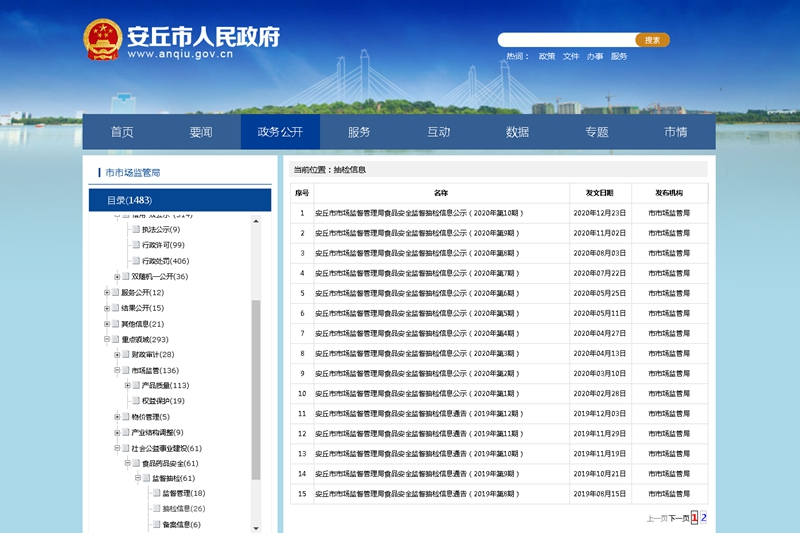 安丘市人民政府
www.anqiu.gov.cn
搜索
热词： 政策 文件 办事 服务
首页 要闻 政务公开 服务 互动 数据 专题 市情
市市场监管局
目录(1483)
执法公示(9)
行政许可(99)
行政处罚(406)
双随机一公开(36)
服务公开(12)
结果公开(15)
其他信息(21)
重点领域(293)
财政审计(28)
市场监管(136)
产品质量(113)
权益保护(19)
物价管理(5)
产业结构调整(9)
社会公益事业建设(61)
食品药品安全(61)
监督抽检(61)
监督管理(18)
抽检信息(26)
备案信息(6)
当前位置：抽检信息
序号 名称 发文日期 发布机构
1 安丘市市场监督管理局食品安全监督抽检信息公示（2020年第10期） 2020年12月23日 市市场监管局
2 安丘市市场监督管理局食品安全监督抽检信息公示（2020年第9期） 2020年11月02日 市市场监管局
3 安丘市市场监督管理局食品安全监督抽检信息公示（2020年第8期） 2020年08月03日 市市场监管局
4 安丘市市场监督管理局食品安全监督抽检信息公示（2020年第7期） 2020年07月22日 市市场监管局
5 安丘市市场监督管理局食品安全监督抽检信息公示（2020年第6期） 2020年05月25日 市市场监管局
6 安丘市市场监督管理局食品安全监督抽检信息公示（2020年第5期） 2020年05月11日 市市场监管局
7 安丘市市场监督管理局食品安全监督抽检信息公示（2020年第4期） 2020年04月27日 市市场监管局
8 安丘市市场监督管理局食品安全监督抽检信息公示（2020年第3期） 2020年04月13日 市市场监管局
9 安丘市市场监督管理局食品安全监督抽检信息公示（2020年第2期） 2020年03月10日 市市场监管局
10 安丘市市场监督管理局食品安全监督抽检信息公示（2020年第1期） 2020年02月28日 市市场监管局
11 安丘市市场监督管理局食品安全监督抽检信息通告（2019年第12期） 2019年12月03日 市市场监管局
12 安丘市市场监督管理局食品安全监督抽检信息通告（2019年第11期） 2019年11月29日 市市场监管局
13 安丘市市场监督管理局食品安全监督抽检信息通告（2019年第10期） 2019年11月19日 市市场监管局
14 安丘市市场监督管理局食品安全监督抽检信息通告（2019年第9期） 2019年10月21日 市市场监管局
15 安丘市市场监督管理局食品安全监督抽检信息通告（2019年第8期） 2019年08月15日 市市场监管局
上一页下一页 1 2